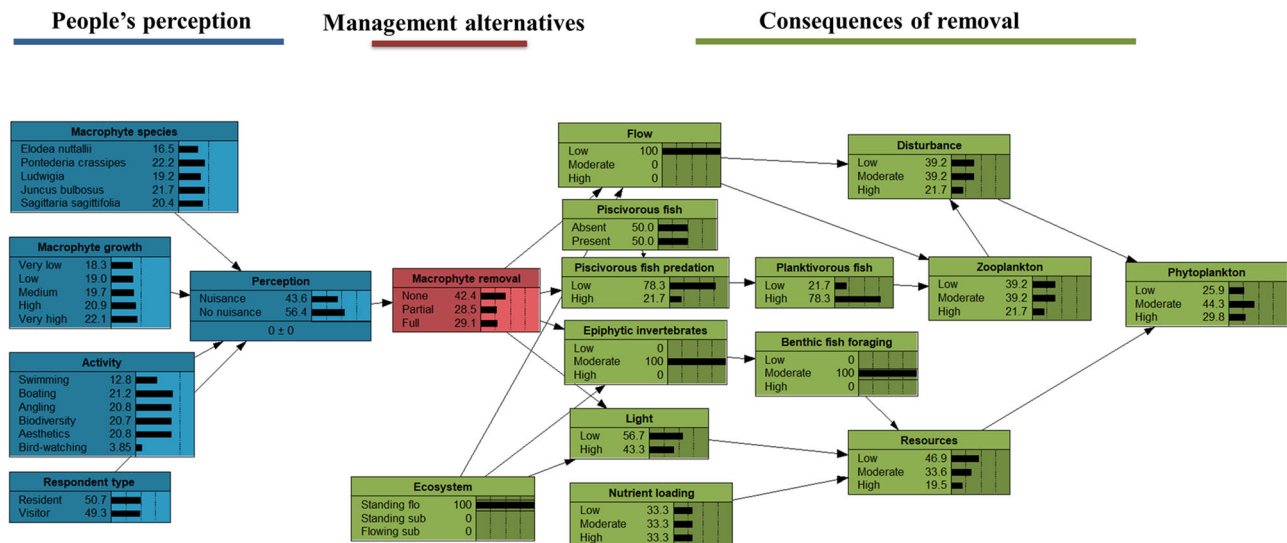 People's perception
Management alternatives
Consequences of removal
Macrophyte species
Elodea nuttallii 16.5
Pontederia crassipes 22.2
Ludwigia 19.2
Juncus bulbosus 21.7
Sagittaria sagittifolia 20.4
Macrophyte growth
Very low 18.3
Low 19.0
Medium 19.7
High 20.9
Very high 22.1
Activity
Swimming 12.8
Boating 21.2
Angling 20.8
Biodiversity 20.7
Aesthetics 20.8
Bird-watching 3.85
Respondent type
Resident 50.7
Visitor 49.3
Perception
Nuisance 43.6
No nuisance 56.4
0 ± 0
Macrophyte removal
None 42.4
Partial 28.5
Full 29.1
Ecosystem
Standing flo 100
Standing sub 0
Flowing sub 0
Flow
Low 100
Moderate 0
High 0
Piscivorous fish
Absent 50.0
Present 50.0
Piscivorous fish predation
Low 78.3
High 21.7
Epiphytic invertebrates
Low 0
Moderate 100
High 0
Light
Low 56.7
High 43.3
Nutrient loading
Low 33.3
Moderate 33.3
High 33.3
Planktivorous fish
Low 21.7
High 78.3
Benthic fish foraging
Low 0
Moderate 100
High 0
Disturbance
Low 39.2
Moderate 39.2
High 21.7
Zooplankton
Low 39.2
Moderate 39.2
High 21.7
Resources
Low 46.9
Moderate 33.6
High 19.5
Phytoplankton
Low 25.9
Moderate 44.3
High 29.8